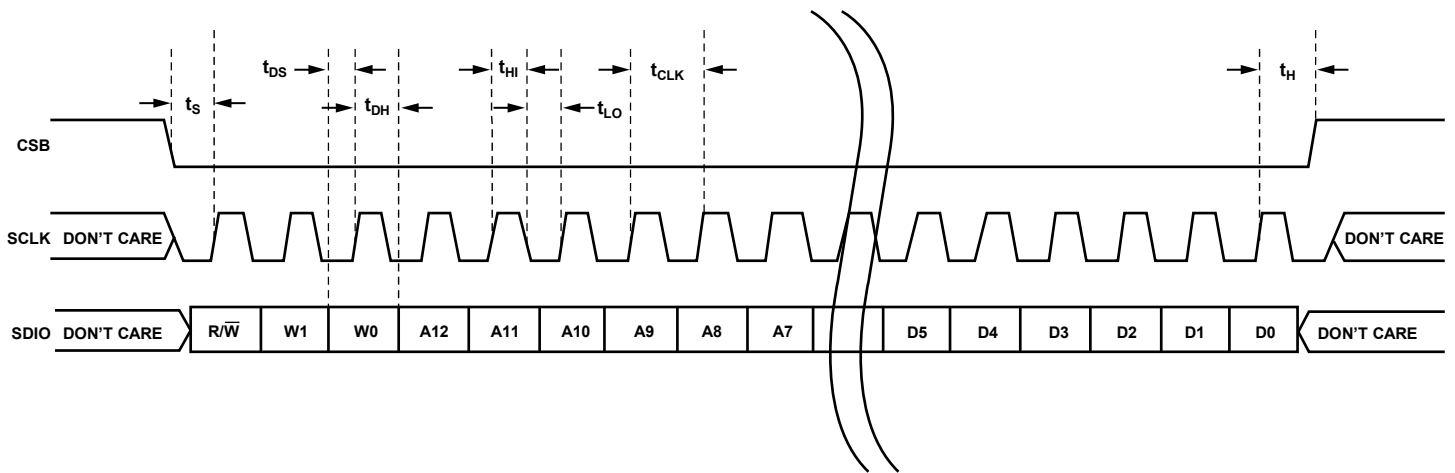 tDS
tHI
tCLK
tH
tS
tDH
tLO
CSB
SCLK DON'T CARE
DON'T CARE
SDIO DON'T CARE R/W̅ W1 W0 A12 A11 A10 A9 A8 A7 D5 D4 D3 D2 D1 D0 DON'T CARE